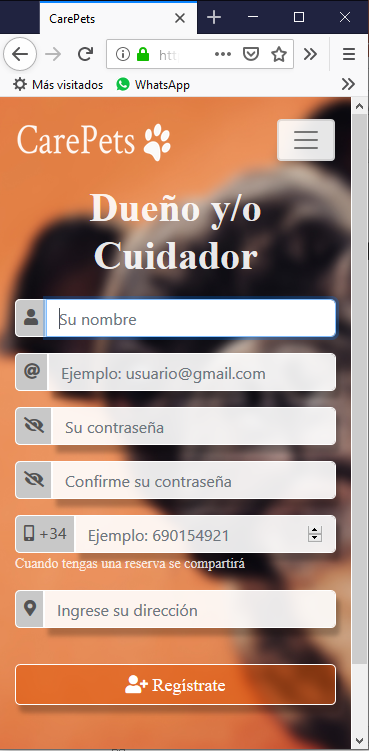 CarePets
htt
Más visitados
WhatsApp
CarePets
Dueño y/o
Cuidador
Su nombre
@ Ejemplo: usuario@gmail.com
Su contraseña
Confirme su contraseña
+34 Ejemplo: 690154921
Cuando tengas una reserva se compartirá
Ingrese su dirección
Regístrate